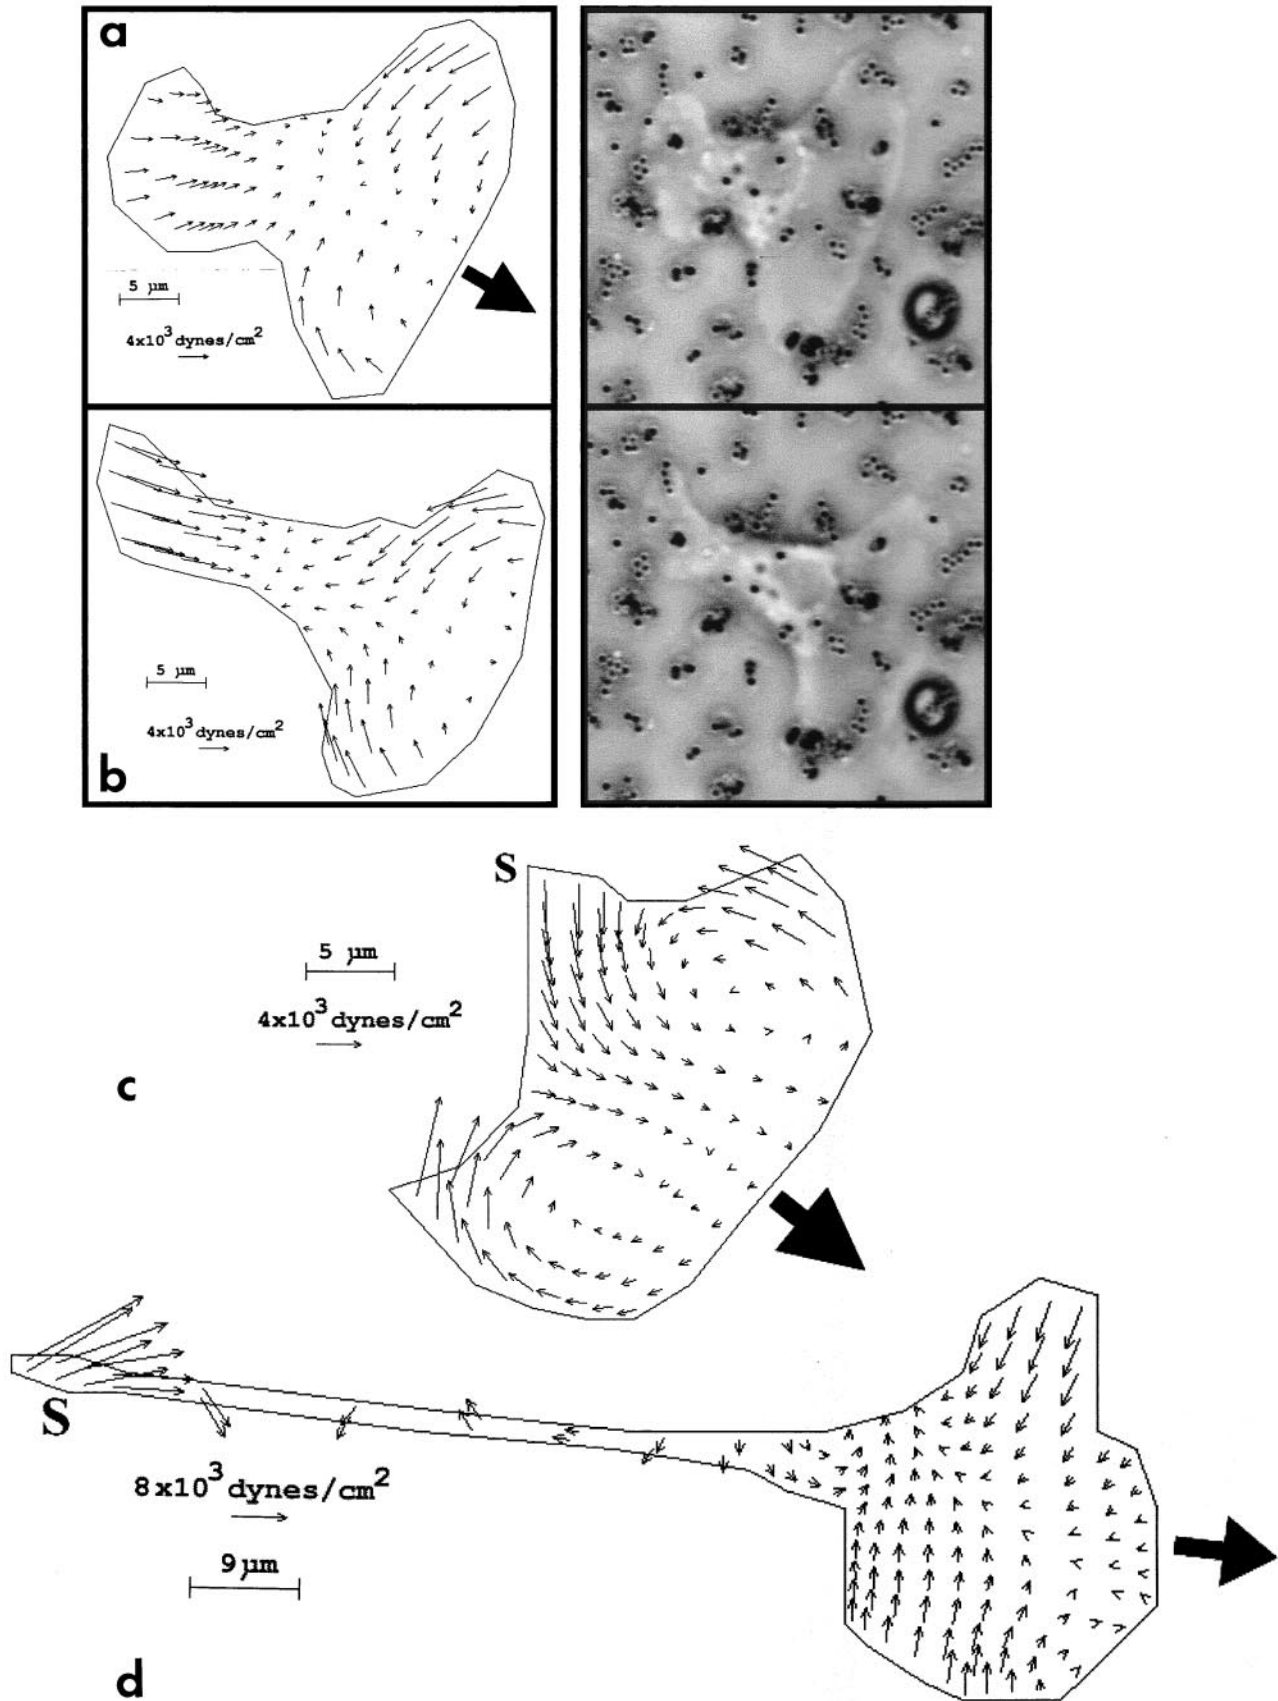 a
5 μm
4x10³ dynes/cm²
5 μm
4x10³ dynes/cm²
b
S
5 μm
4x10³ dynes/cm²
c
S
8x10³ dynes/cm²
9 μm
d